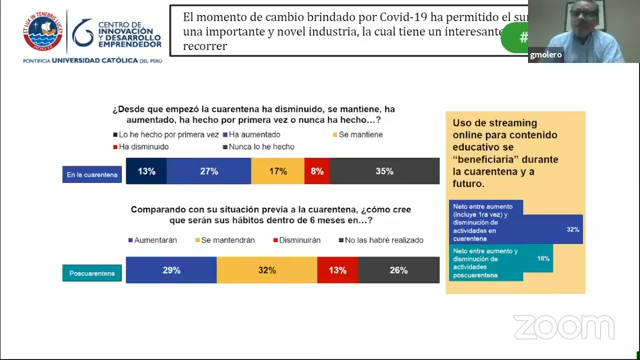 CENTRO DE
INNOVACIÓN
Y DESARROLLO
EMPRENDEDOR
PONTIFICIA UNIVERSIDAD CATÓLICA DEL PERÚ
El momento de cambio brindado por Covid-19 ha permitido el
una importante y novel industria, la cual tiene un interesante
recorrer
#
gmolero
¿Desde que empezó la cuarentena ha disminuido, se mantiene, ha
aumentado, ha hecho por primera vez o nunca ha hecho…?
Lo he hecho por primera vez Ha aumentado Se mantiene
Ha disminuido Nunca lo he hecho
En la cuarentena 13% 27% 17% 8% 35%
Comparando con su situación previa a la cuarentena, ¿cómo cree
que serán sus hábitos dentro de 6 meses en…?
Aumentarán Se mantendrán Disminuirán No las habré realizado
Poscuarentena 29% 32% 13% 26%
Uso de streaming
online para contenido
educativo se
"beneficiaria" durante
la cuarentena y a
futuro.
Neto entre aumento
(incluye 1ra vez) y
disminución de
actividades en
cuarentena
32%
Neto entre aumento y
disminución de
actividades
poscuarentena
16%
zoom